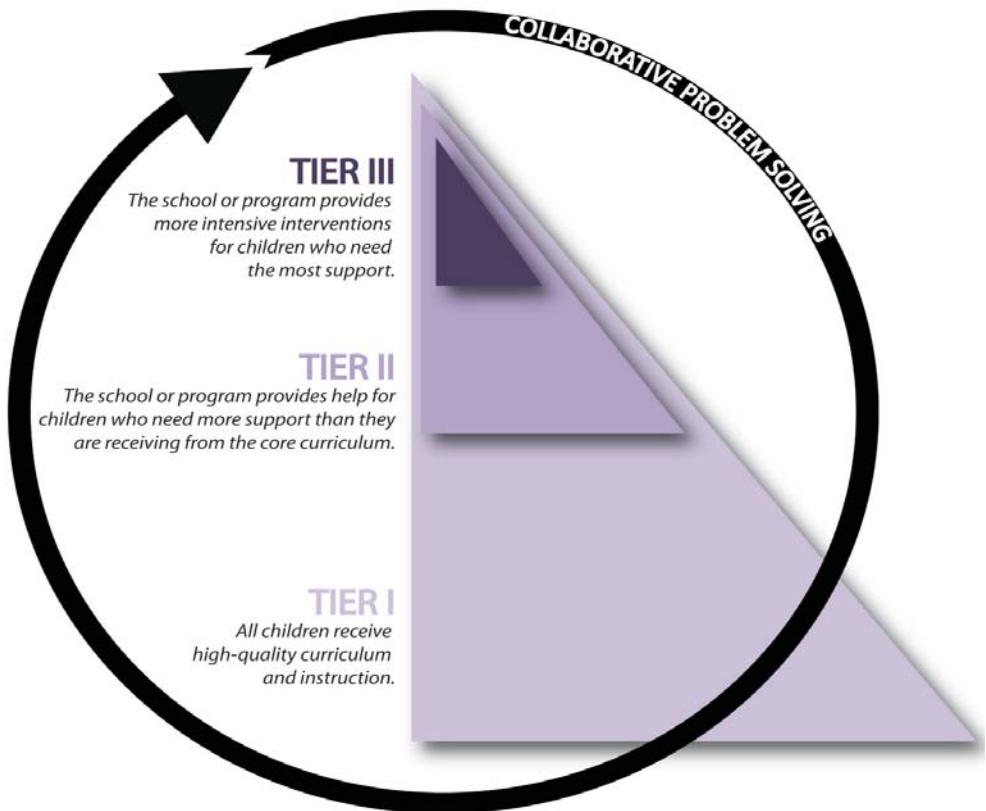 COLLABORATIVE PROBLEM SOLVING
TIER III
The school or program provides
more intensive interventions
for children who need
the most support.
TIER II
The school or program provides help for
children who need more support than they
are receiving from the core curriculum.
TIER I
All children receive
high-quality curriculum
and instruction.